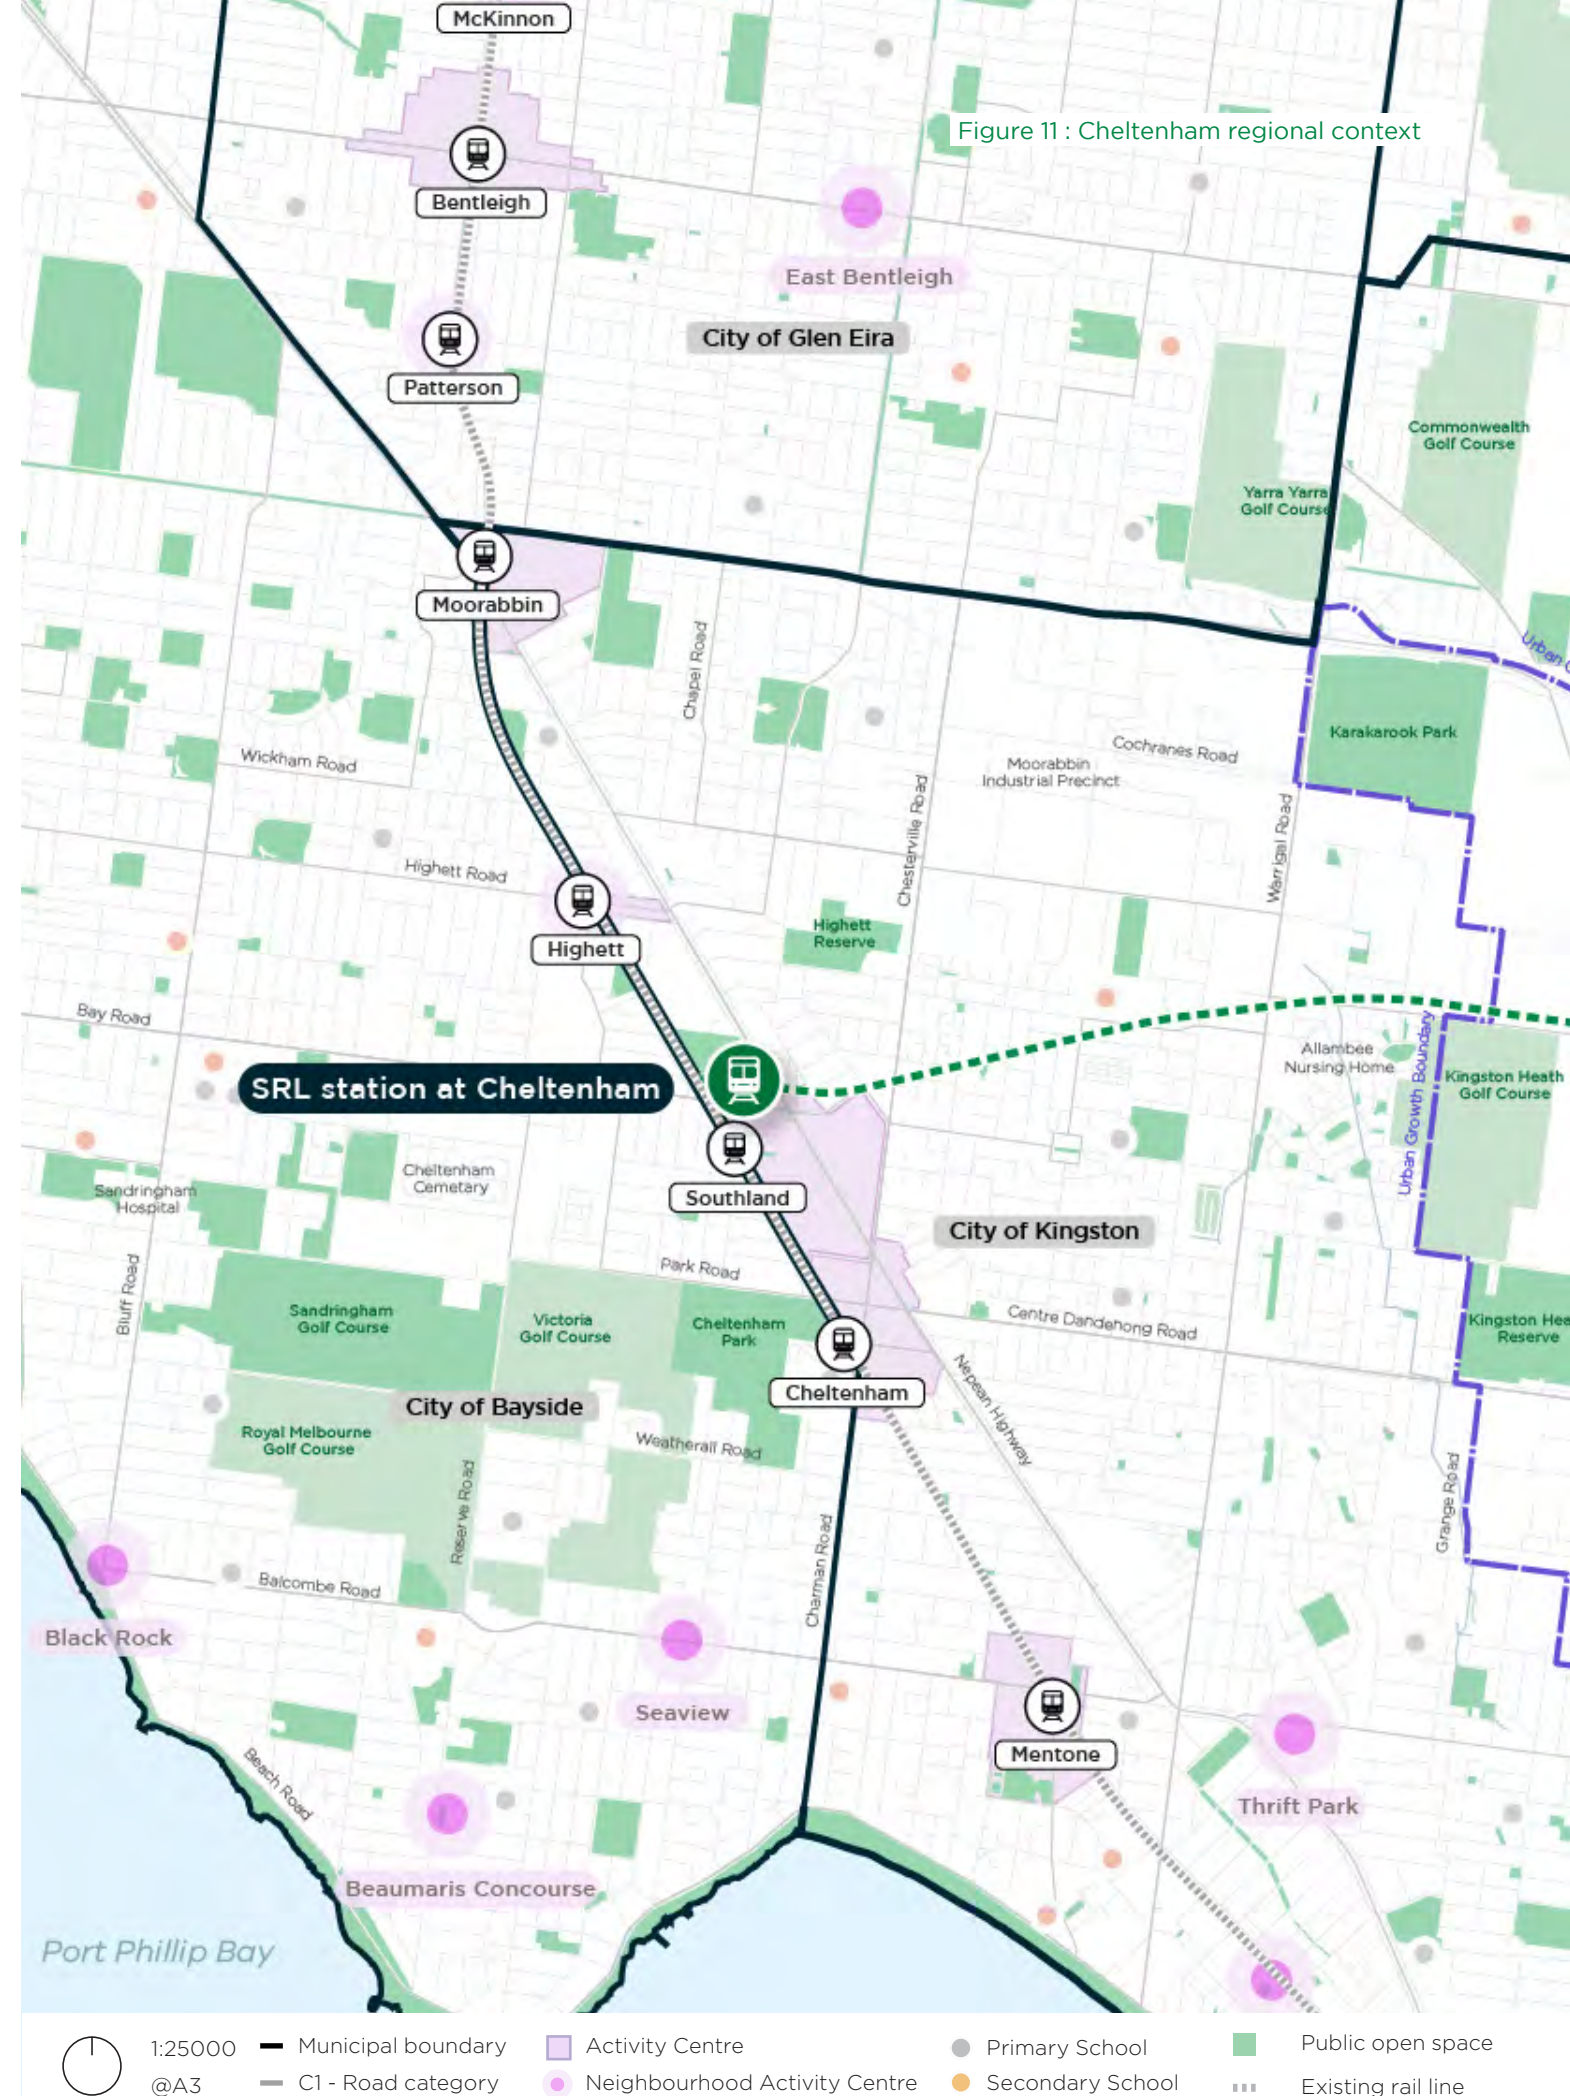 McKinnon
Figure 11 : Cheltenham regional context
Bentleigh
East Bentleigh
City of Glen Eira
Patterson
Commonwealth
Golf Course
Yarra Yarra
Golf Course
Moorabbin
Urban
Chapel Road
Karakarook Park
Wickham Road
Cochranes Road
Moorabbin
Industrial Precinct
Chesterville Road
Warrigal Road
Highett Road
Highett
Reserve
Highett
Bay Road
Urban Growth Boundary
Allambee
Nursing Home
SRL station at Cheltenham
Kingston Heath
Golf Course
Southland
Cheltenham
Cemetary
Sandringham
Hospital
City of Kingston
Park Road
Bluff Road
Sandringham
Golf Course
Victoria
Golf Course
Cheltenham
Park
Centre Dandehong Road
Kingston Hea
Reserve
Cheltenham
Nepean Highway
City of Bayside
Royal Melbourne
Golf Course
Weatherall Road
Reserve Road
Grange Road
Charman Road
Balcombe Road
Black Rock
Seaview
Mentone
Beach Road
Thrift Park
Beaumaris Concourse
Port Phillip Bay
1:25000
@A3
Municipal boundary
C1 - Road category
Activity Centre
Neighbourhood Activity Centre
Primary School
Secondary School
Public open space
Existing rail line